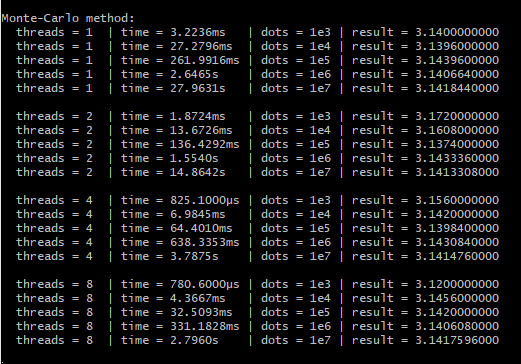 Monte-Carlo method:
threads = 1 | time = 3.2236ms | dots = 1e3 | result = 3.1400000000
threads = 1 | time = 27.2796ms | dots = 1e4 | result = 3.1396000000
threads = 1 | time = 261.9916ms | dots = 1e5 | result = 3.1439600000
threads = 1 | time = 2.6465s | dots = 1e6 | result = 3.1406640000
threads = 1 | time = 27.9631s | dots = 1e7 | result = 3.1418440000
threads = 2 | time = 1.8724ms | dots = 1e3 | result = 3.1720000000
threads = 2 | time = 13.6726ms | dots = 1e4 | result = 3.1608000000
threads = 2 | time = 136.4292ms | dots = 1e5 | result = 3.1374000000
threads = 2 | time = 1.5540s | dots = 1e6 | result = 3.1433360000
threads = 2 | time = 14.8642s | dots = 1e7 | result = 3.1413308000
threads = 4 | time = 825.1000µs | dots = 1e3 | result = 3.1560000000
threads = 4 | time = 6.9845ms | dots = 1e4 | result = 3.1420000000
threads = 4 | time = 64.4010ms | dots = 1e5 | result = 3.1398400000
threads = 4 | time = 638.3353ms | dots = 1e6 | result = 3.1430840000
threads = 4 | time = 3.7875s | dots = 1e7 | result = 3.1414760000
threads = 8 | time = 780.6000µs | dots = 1e3 | result = 3.1200000000
threads = 8 | time = 4.3667ms | dots = 1e4 | result = 3.1456000000
threads = 8 | time = 32.5093ms | dots = 1e5 | result = 3.1420000000
threads = 8 | time = 331.1828ms | dots = 1e6 | result = 3.1406080000
threads = 8 | time = 2.7960s | dots = 1e7 | result = 3.1417596000